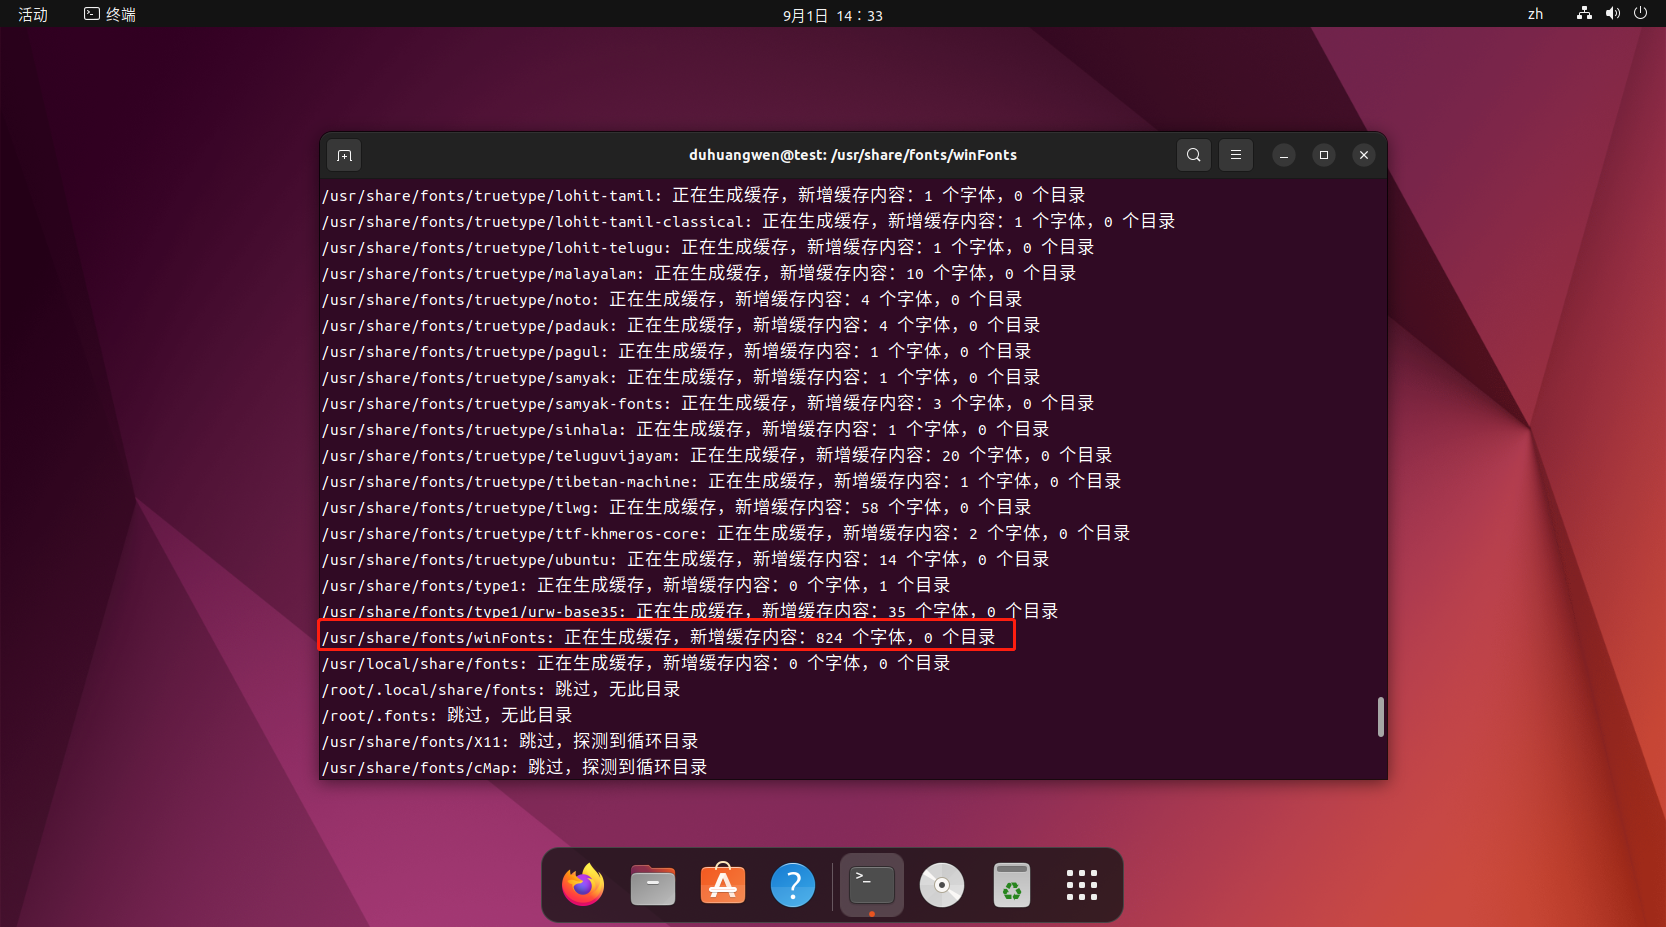 活动 终端 9月1日 14：33 zh
duhuangwen@test: /usr/share/fonts/winFonts
/usr/share/fonts/truetype/lohit-tamil: 正在生成缓存，新增缓存内容：1 个字体，0 个目录
/usr/share/fonts/truetype/lohit-tamil-classical: 正在生成缓存，新增缓存内容：1 个字体，0 个目录
/usr/share/fonts/truetype/lohit-telugu: 正在生成缓存，新增缓存内容：1 个字体，0 个目录
/usr/share/fonts/truetype/malayalam: 正在生成缓存，新增缓存内容：10 个字体，0 个目录
/usr/share/fonts/truetype/noto: 正在生成缓存，新增缓存内容：4 个字体，0 个目录
/usr/share/fonts/truetype/padauk: 正在生成缓存，新增缓存内容：4 个字体，0 个目录
/usr/share/fonts/truetype/pagul: 正在生成缓存，新增缓存内容：1 个字体，0 个目录
/usr/share/fonts/truetype/samyak: 正在生成缓存，新增缓存内容：1 个字体，0 个目录
/usr/share/fonts/truetype/samyak-fonts: 正在生成缓存，新增缓存内容：3 个字体，0 个目录
/usr/share/fonts/truetype/sinhala: 正在生成缓存，新增缓存内容：1 个字体，0 个目录
/usr/share/fonts/truetype/teluguvijayam: 正在生成缓存，新增缓存内容：20 个字体，0 个目录
/usr/share/fonts/truetype/tibetan-machine: 正在生成缓存，新增缓存内容：1 个字体，0 个目录
/usr/share/fonts/truetype/tlwg: 正在生成缓存，新增缓存内容：58 个字体，0 个目录
/usr/share/fonts/truetype/ttf-khmeros-core: 正在生成缓存，新增缓存内容：2 个字体，0 个目录
/usr/share/fonts/truetype/ubuntu: 正在生成缓存，新增缓存内容：14 个字体，0 个目录
/usr/share/fonts/type1: 正在生成缓存，新增缓存内容：0 个字体，1 个目录
/usr/share/fonts/type1/urw-base35: 正在生成缓存，新增缓存内容：35 个字体，0 个目录
/usr/share/fonts/winFonts: 正在生成缓存，新增缓存内容：824 个字体，0 个目录
/usr/local/share/fonts: 正在生成缓存，新增缓存内容：0 个字体，0 个目录
/root/.local/share/fonts: 跳过，无此目录
/root/.fonts: 跳过，无此目录
/usr/share/fonts/X11: 跳过，探测到循环目录
/usr/share/fonts/cMap: 跳过，探测到循环目录